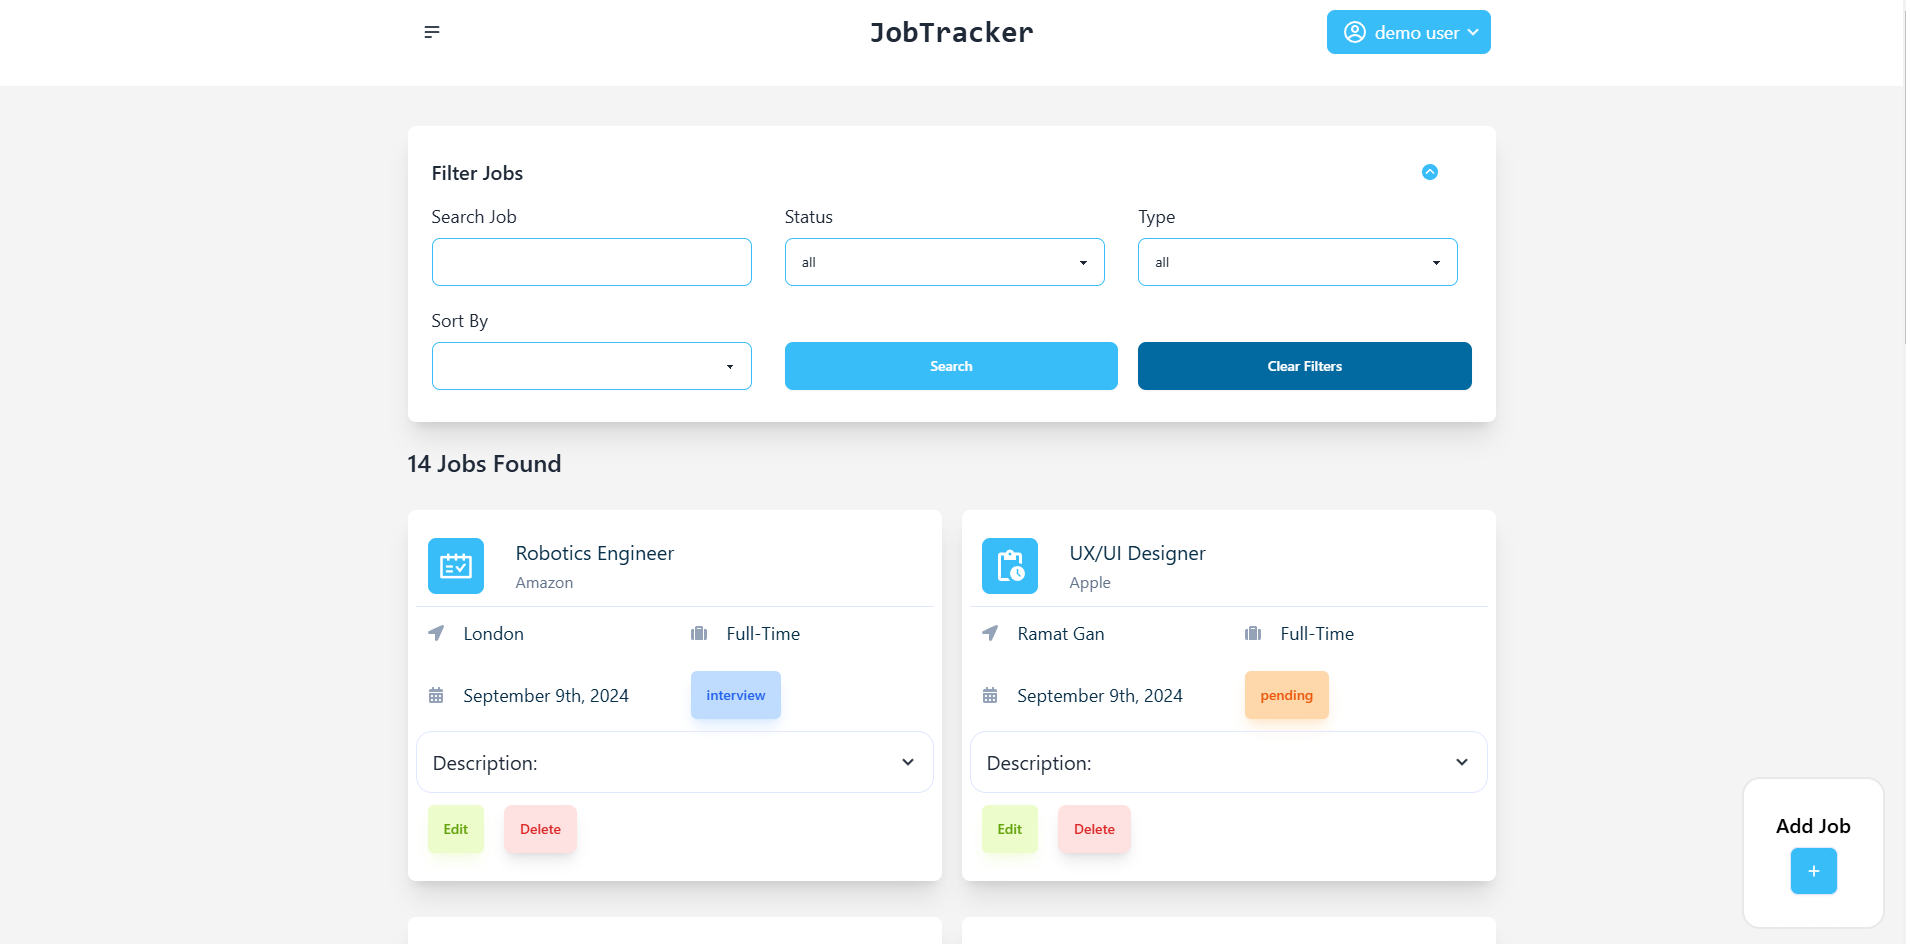 JobTracker
demo user
Filter Jobs
Search Job
Status
Type
all
all
Sort By
Search
Clear Filters
14 Jobs Found
Robotics Engineer
Amazon
London
Full-Time
September 9th, 2024
interview
Description:
Edit
Delete
UX/UI Designer
Apple
Ramat Gan
Full-Time
September 9th, 2024
pending
Description:
Edit
Delete
Add Job
+